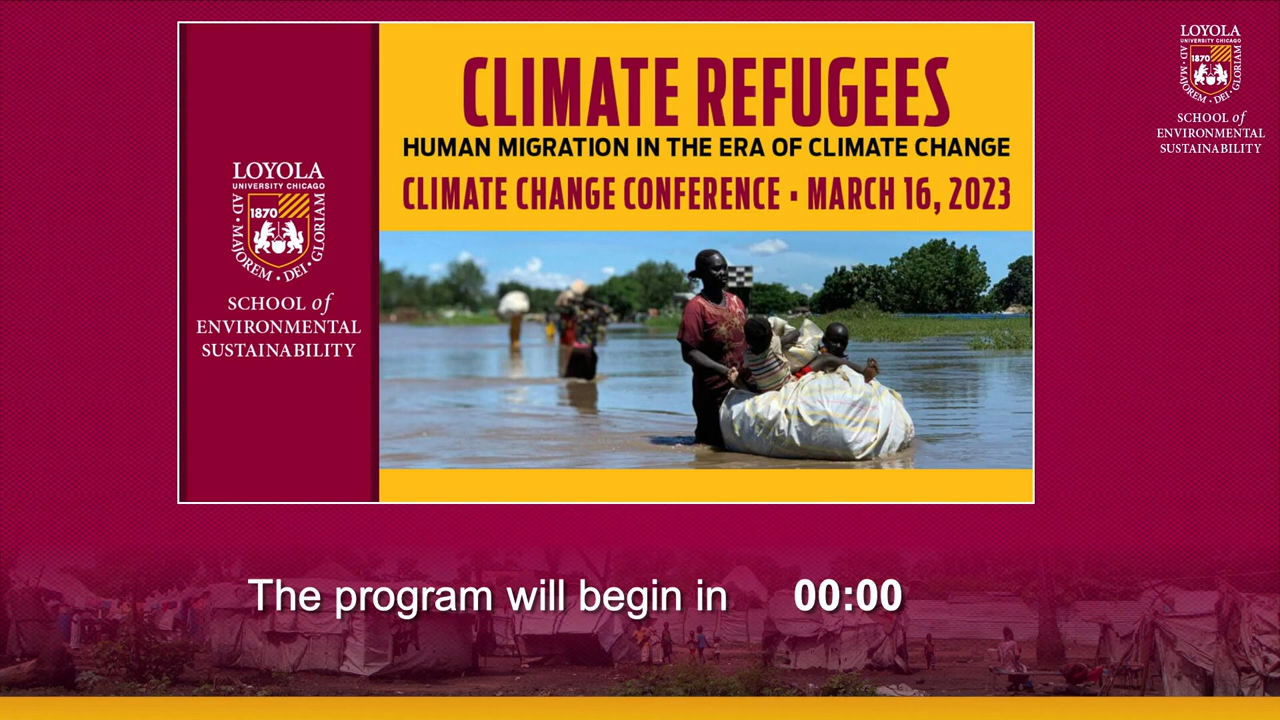 CLIMATE REFUGEES
HUMAN MIGRATION IN THE ERA OF CLIMATE CHANGE
CLIMATE CHANGE CONFERENCE · MARCH 16, 2023
LOYOLA
UNIVERSITY CHICAGO
1870
AD · MAJOREM · DEI · GLORIAM
SCHOOL of
ENVIRONMENTAL
SUSTAINABILITY
LOYOLA
UNIVERSITY CHICAGO
1870
AD · MAJOREM · DEI · GLORIAM
SCHOOL of
ENVIRONMENTAL
SUSTAINABILITY
The program will begin in 00:00